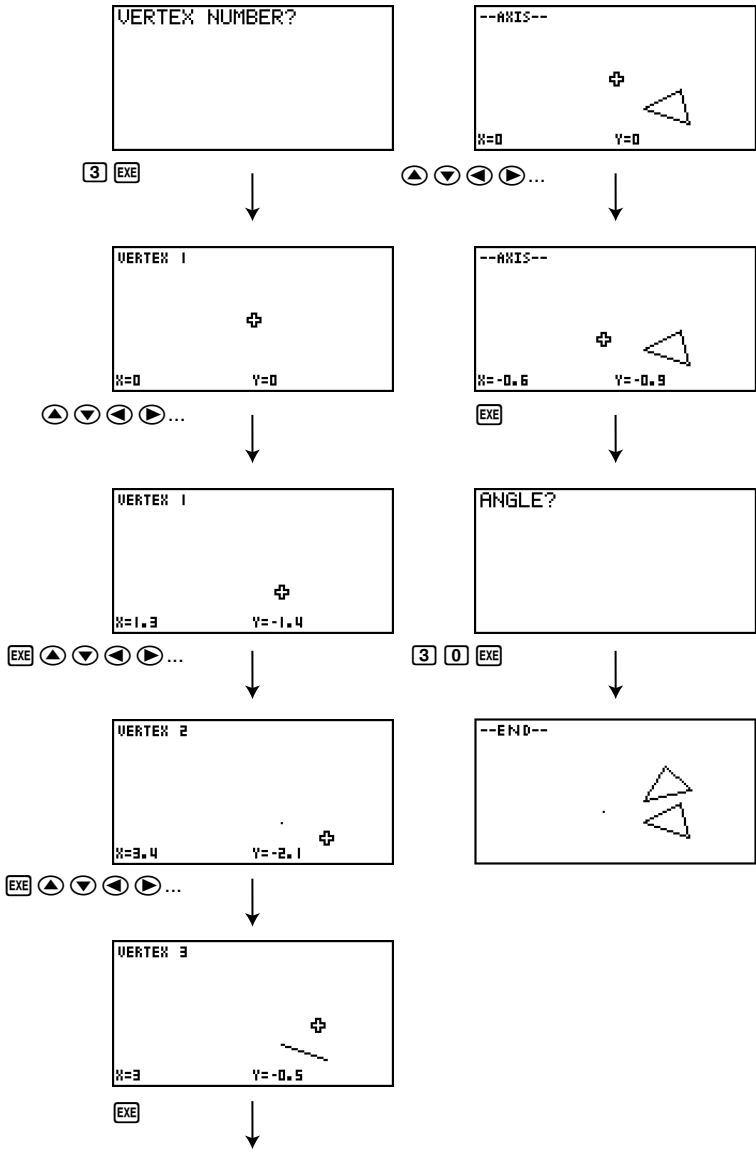 VERTEX NUMBER?
3 EXE
VERTEX 1
X=0 Y=0
...
VERTEX 1
X=1.3 Y=-1.4
EXE ...
VERTEX 2
X=3.4 Y=-2.1
EXE ...
VERTEX 3
X=3 Y=-0.5
EXE
--AXIS--
X=0 Y=0
...
--AXIS--
X=-0.6 Y=-0.9
EXE
ANGLE?
3 0 EXE
--END--